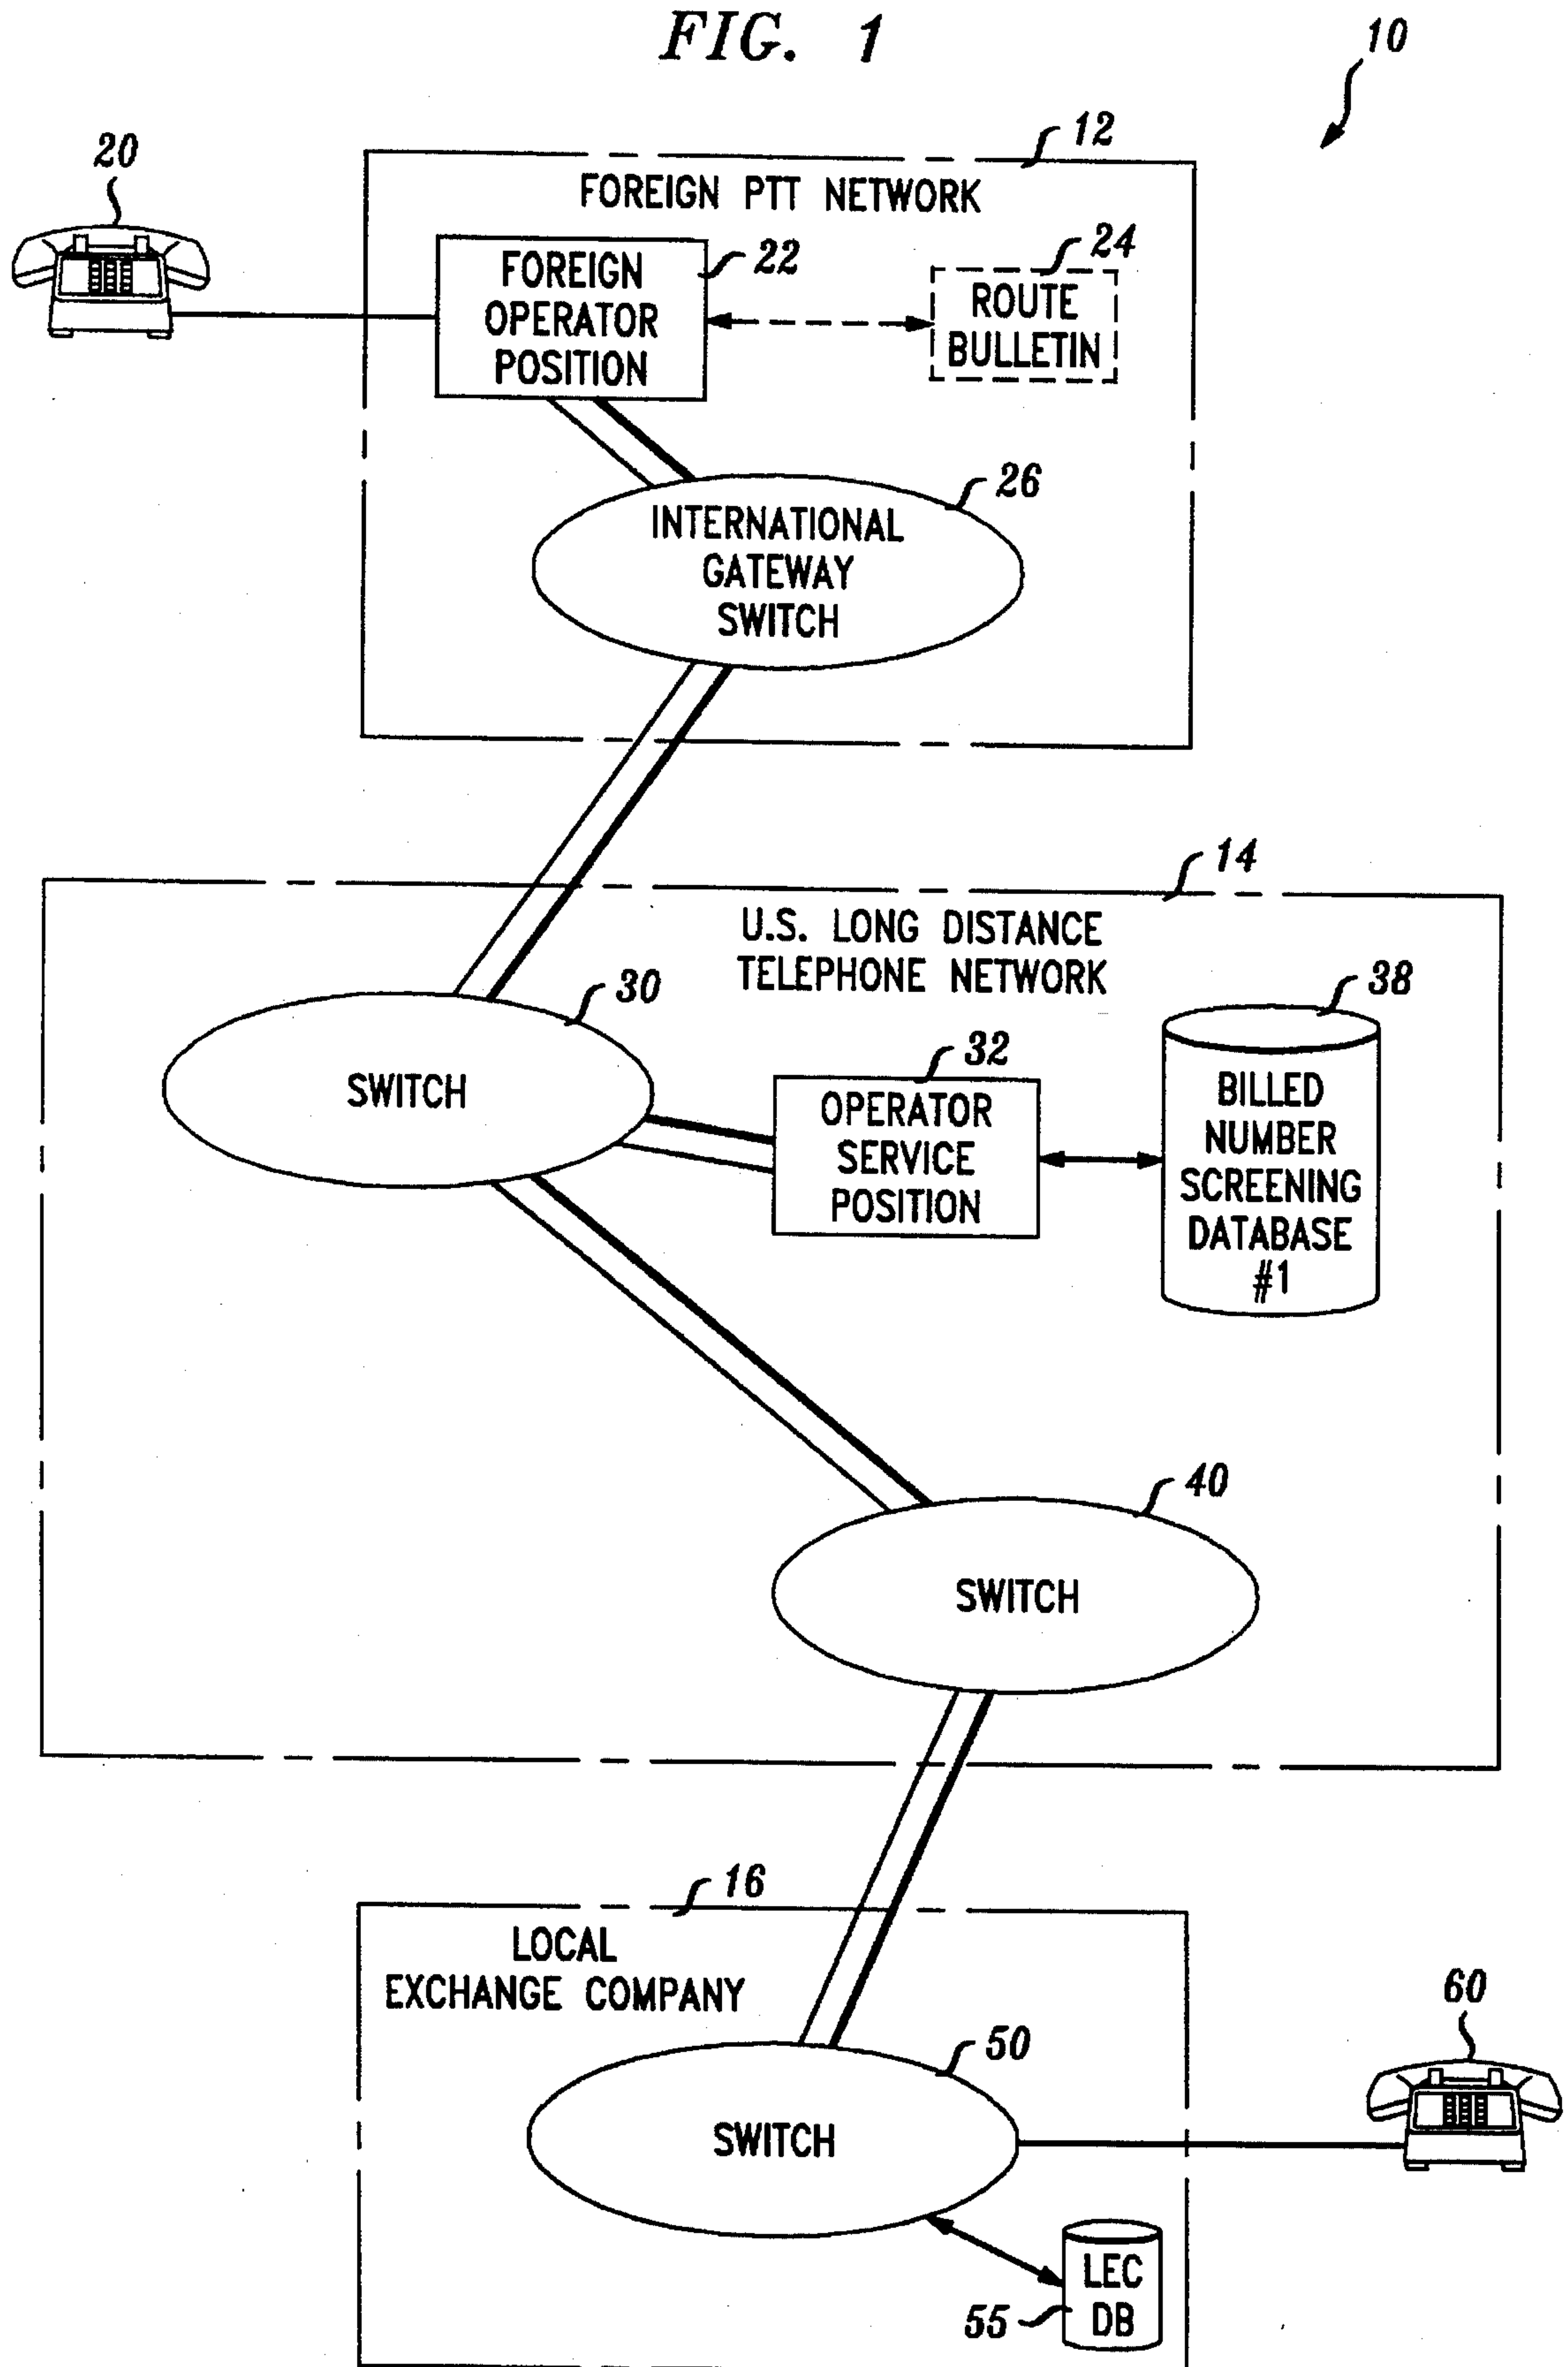 FIG. 1
10
12
20
FOREIGN PTT NETWORK
22
24
FOREIGN
OPERATOR
POSITION
ROUTE
BULLETIN
26
INTERNATIONAL
GATEWAY
SWITCH
14
U.S. LONG DISTANCE
TELEPHONE NETWORK
30
38
SWITCH
32
OPERATOR
SERVICE
POSITION
BILLED
NUMBER
SCREENING
DATABASE
#1
40
SWITCH
16
LOCAL
EXCHANGE COMPANY
60
50
SWITCH
LEC
DB
55